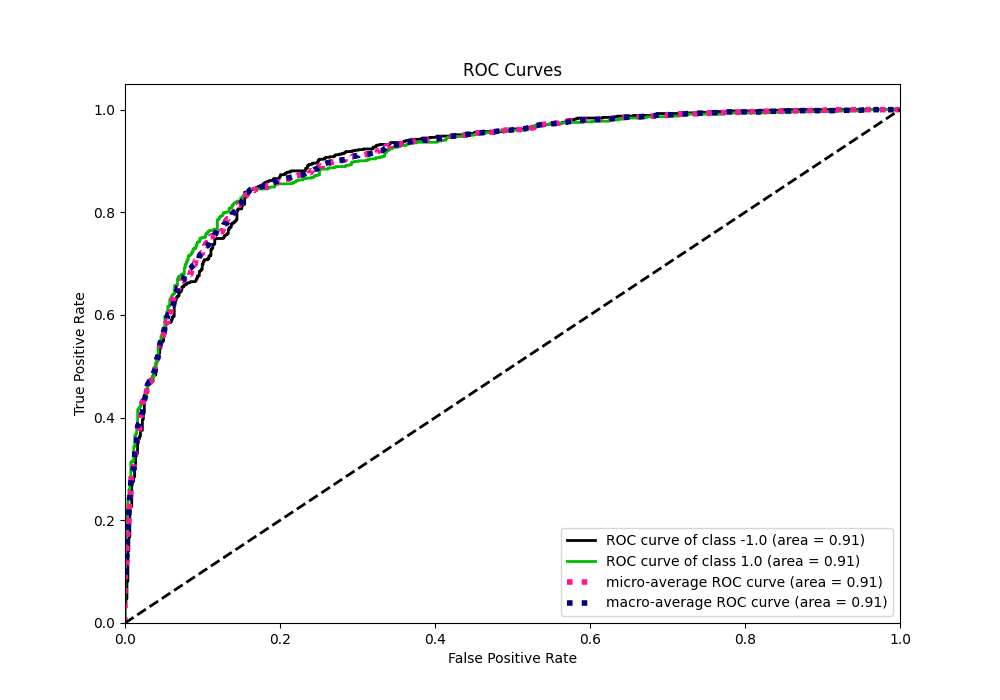 ROC Curves
True Positive Rate
1.0
0.8
0.6
0.4
0.2
0.0
0.0 0.2 0.4 0.6 0.8 1.0
False Positive Rate
ROC curve of class -1.0 (area = 0.91)
ROC curve of class 1.0 (area = 0.91)
micro-average ROC curve (area = 0.91)
macro-average ROC curve (area = 0.91)